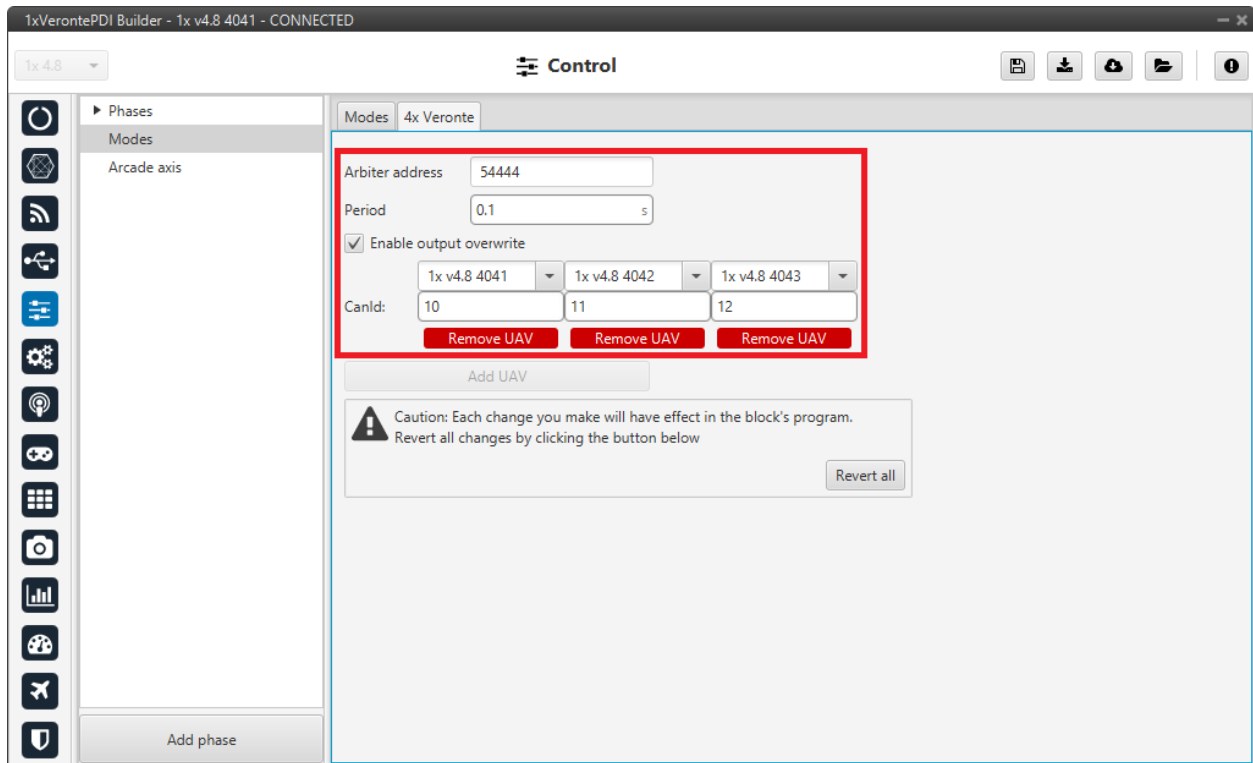 1xVerontePDI Builder - 1x v4.8 4041 - CONNECTED
1x 4.8
Control
Phases
Modes
Arcade axis
Add phase
Modes 4x Veronte
Arbiter address 54444
Period 0.1 s
Enable output overwrite
1x v4.8 4041 1x v4.8 4042 1x v4.8 4043
CanId: 10 11 12
Remove UAV Remove UAV Remove UAV
Add UAV
Caution: Each change you make will have effect in the block's program.
Revert all changes by clicking the button below
Revert all